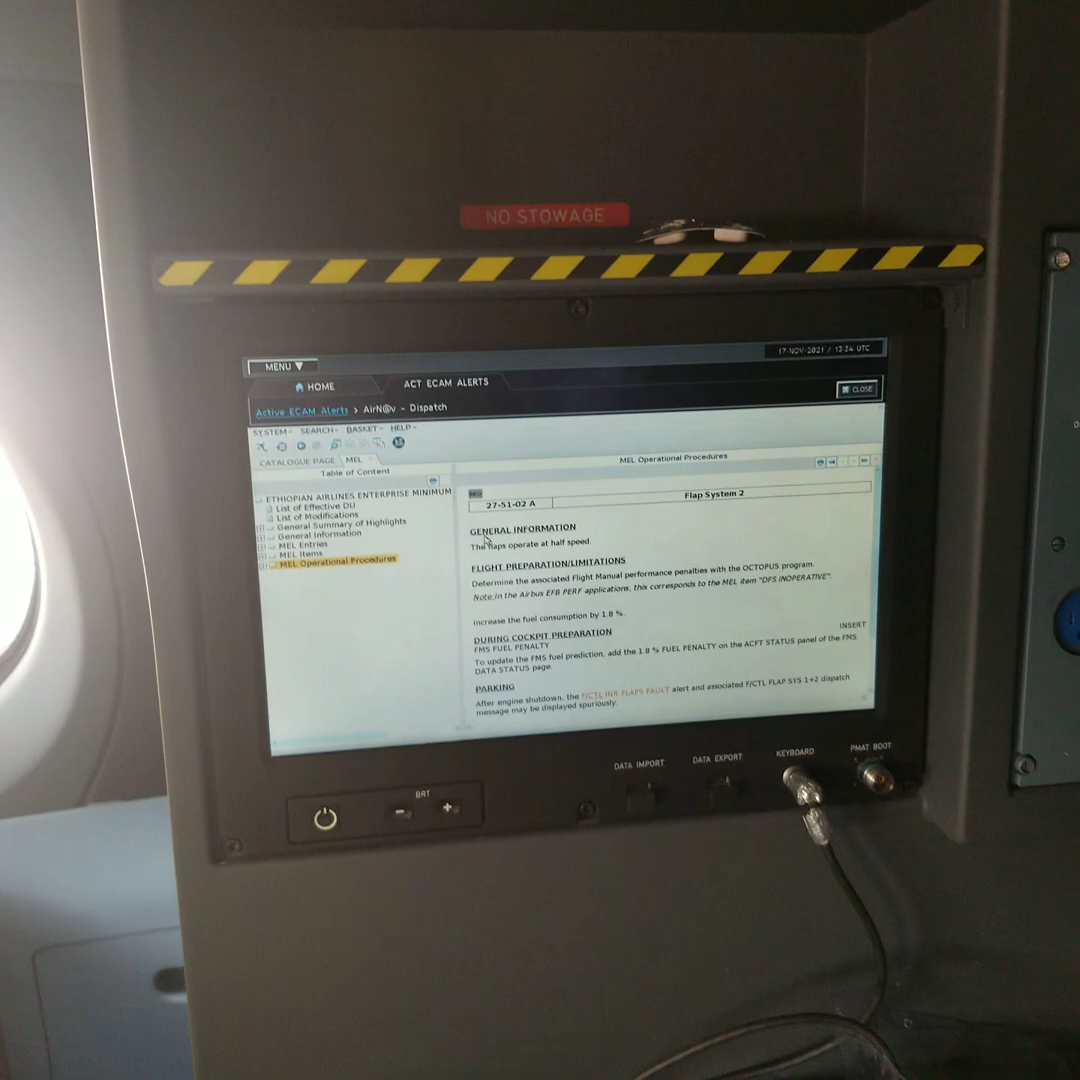 NO STOWAGE
MENU ▼
17-NOV-2021 / 13:34 UTC
HOME
ACT ECAM ALERTS
CLOSE
Active ECAM Alerts > AirN@v - Dispatch
SYSTEM SEARCH BASKET HELP
CATALOGUE PAGE MEL
Table of Content
ETHIOPIAN AIRLINES ENTERPRISE MINIMUM
List of Effective DU
List of Modifications
General Summary of Highlights
General Information
MEL Entries
MEL Items
MEL Operational Procedures
MEL Operational Procedures
27-51-02 A
Flap System 2
GENERAL INFORMATION
The flaps operate at half speed.
FLIGHT PREPARATION/LIMITATIONS
Determine the associated Flight Manual performance penalties with the OCTOPUS program.
Note:In the Airbus EFB PERF applications, this corresponds to the MEL item "DFS INOPERATIVE".
Increase the fuel consumption by 1.8 %.
DURING COCKPIT PREPARATION
FMS FUEL PENALTY
INSERT
To update the FMS fuel prediction, add the 1.8 % FUEL PENALTY on the ACFT STATUS panel of the FMS
DATA STATUS page.
PARKING
After engine shutdown, the F/CTL INR FLAPS FAULT alert and associated F/CTL FLAP SYS 1+2 dispatch
message may be displayed spuriously.
BRT
- +
DATA IMPORT
DATA EXPORT
KEYBOARD
PMAT BOOT